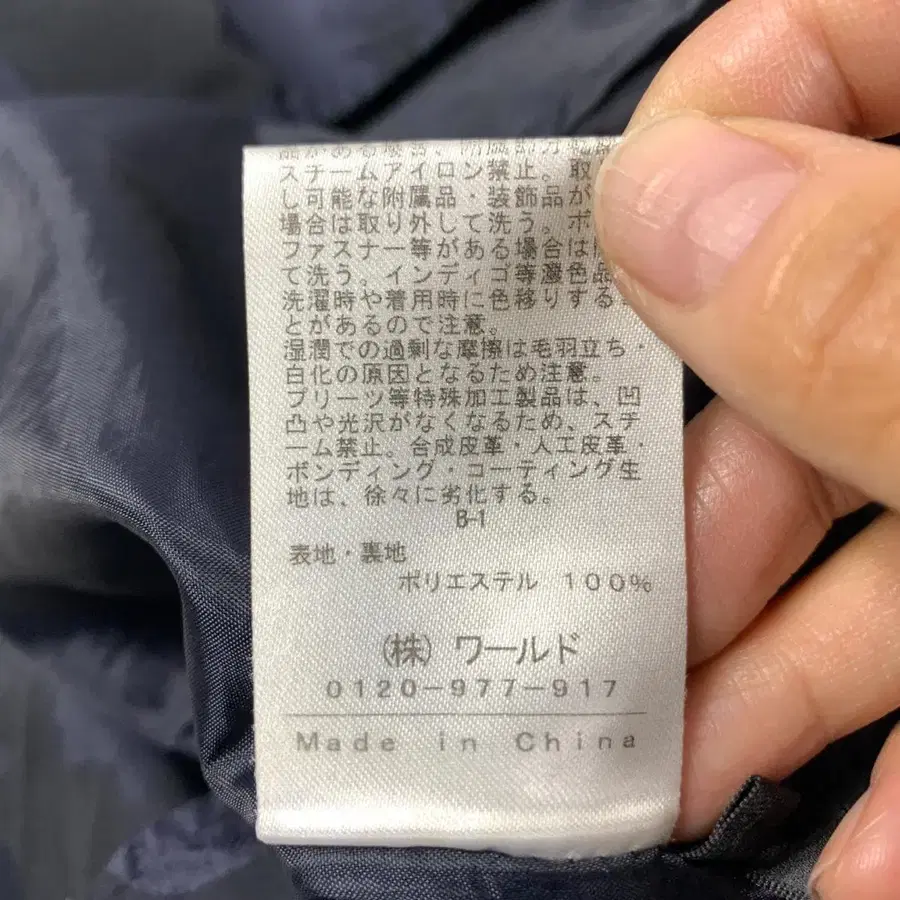 スチームアイロン禁止。取
し可能な附属品・装飾品が
場合は取り外して洗う。ボ
ファスナー等がある場合は
て洗う。インディゴ等濃色品
洗濯時や着用時に色移りする
とがあるので注意。
湿潤での過剰な摩擦は毛羽立ち・
白化の原因となるため注意。
プリーツ等特殊加工製品は、凹
凸や光沢がなくなるため、スチ
ーム禁止。合成皮革・人工皮革・
ボンディング・コーティング生
地は、徐々に劣化する。
B-1
表地・裏地
ポリエステル 100%
(株) ワールド
0120-977-917
Made in China